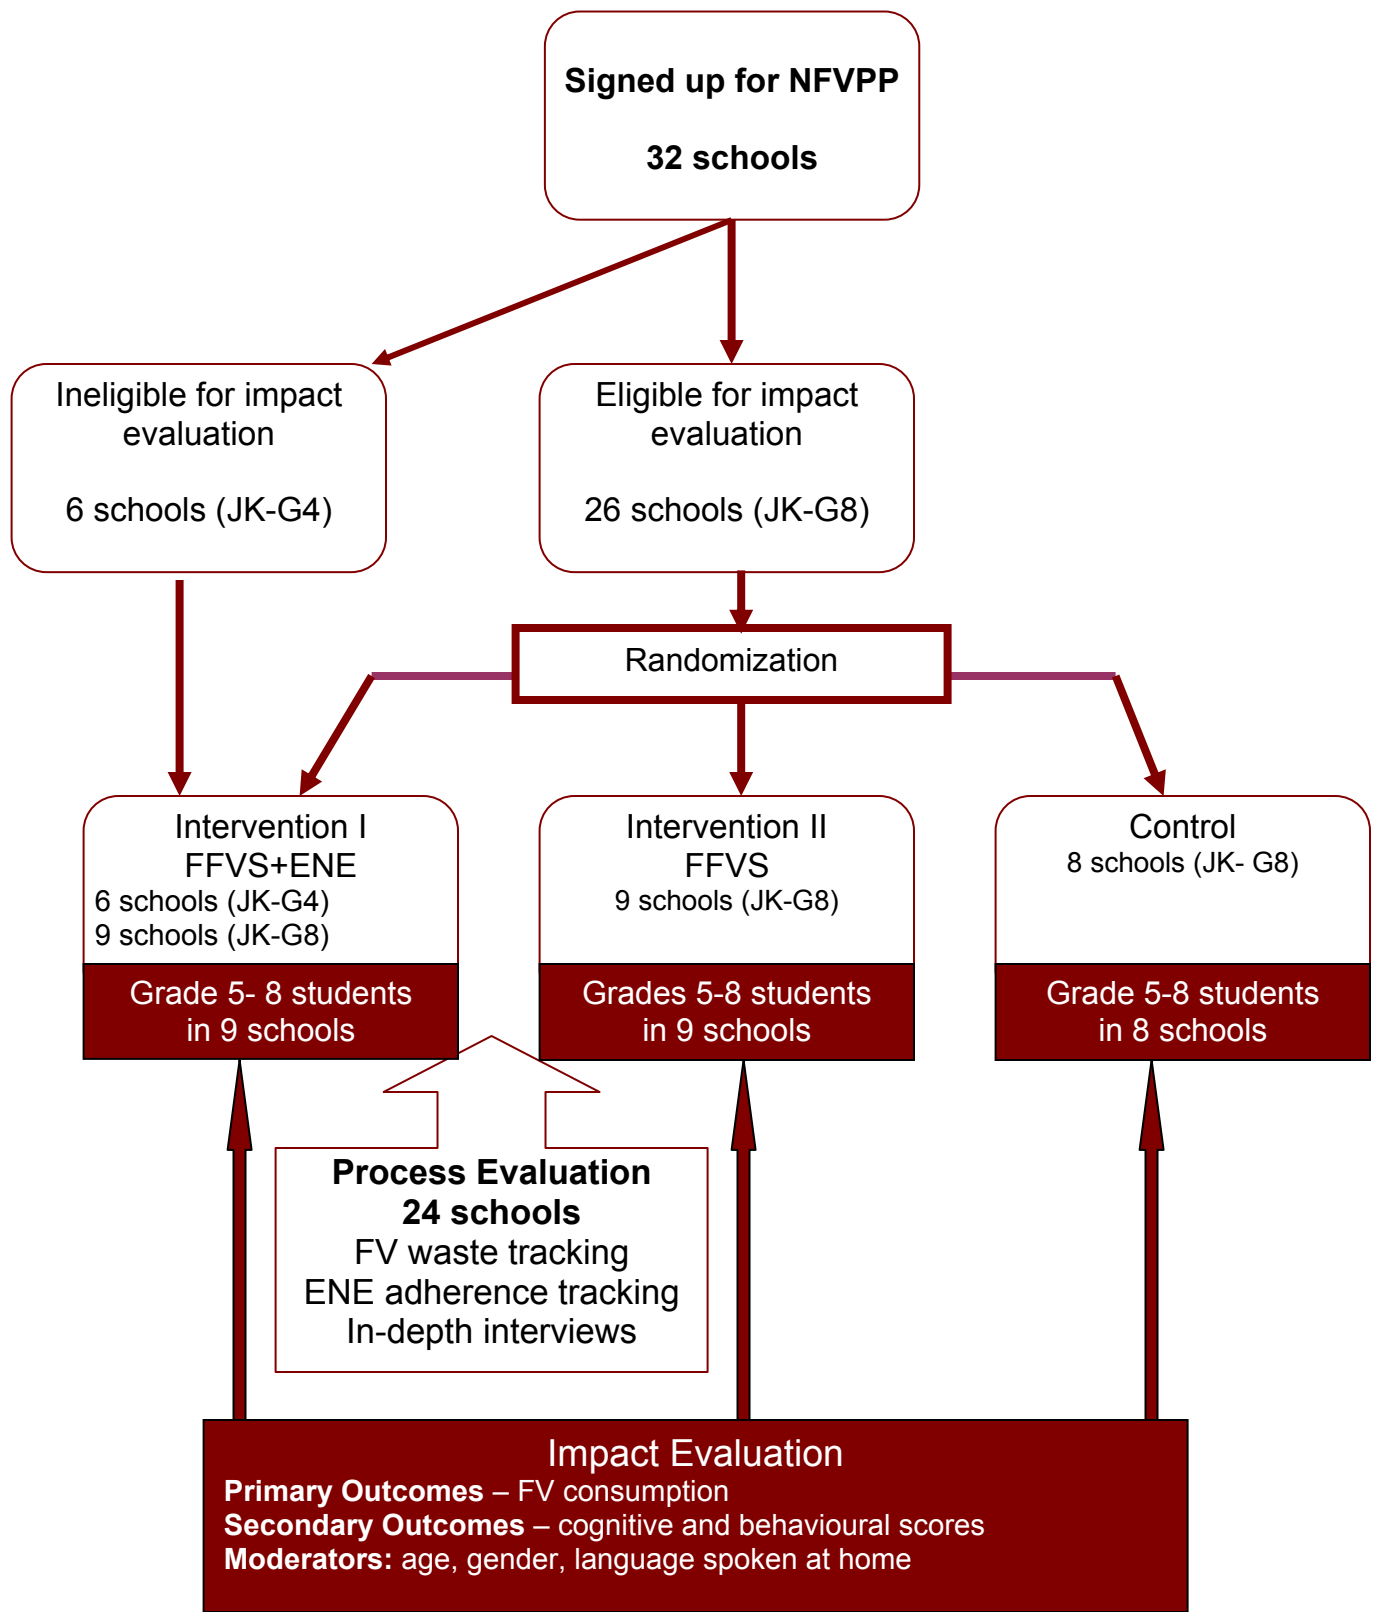 Signed up for NFVPP
32 schools
Ineligible for impact
evaluation
6 schools (JK-G4)
Eligible for impact
evaluation
26 schools (JK-G8)
Randomization
Intervention I
FFVS+ENE
6 schools (JK-G4)
9 schools (JK-G8)
Grade 5- 8 students
in 9 schools
Intervention II
FFVS
9 schools (JK-G8)
Grades 5-8 students
in 9 schools
Control
8 schools (JK- G8)
Grade 5-8 students
in 8 schools
Process Evaluation
24 schools
FV waste tracking
ENE adherence tracking
In-depth interviews
Impact Evaluation
Primary Outcomes – FV consumption
Secondary Outcomes – cognitive and behavioural scores
Moderators: age, gender, language spoken at home